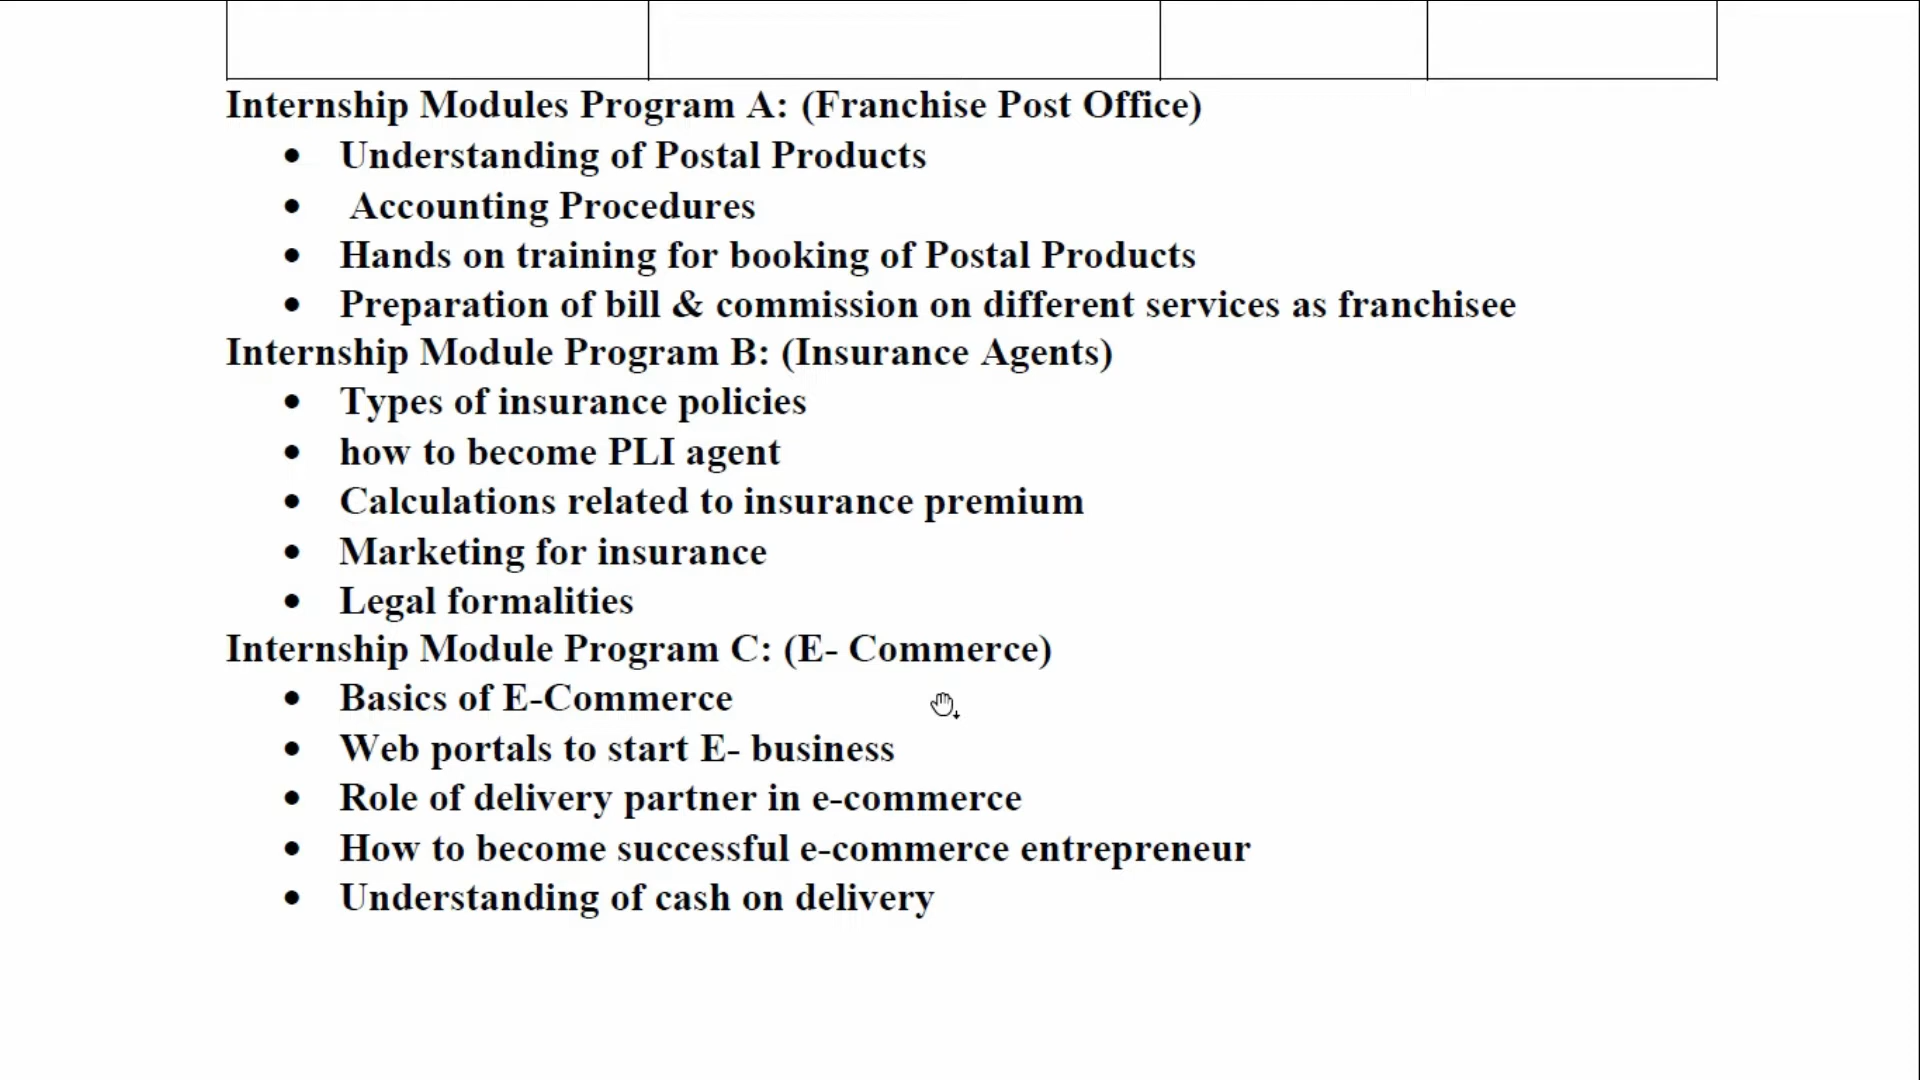 Internship Modules Program A: (Franchise Post Office)
• Understanding of Postal Products
• Accounting Procedures
• Hands on training for booking of Postal Products
• Preparation of bill & commission on different services as franchisee
Internship Module Program B: (Insurance Agents)
• Types of insurance policies
• how to become PLI agent
• Calculations related to insurance premium
• Marketing for insurance
• Legal formalities
Internship Module Program C: (E- Commerce)
• Basics of E-Commerce
• Web portals to start E- business
• Role of delivery partner in e-commerce
• How to become successful e-commerce entrepreneur
• Understanding of cash on delivery